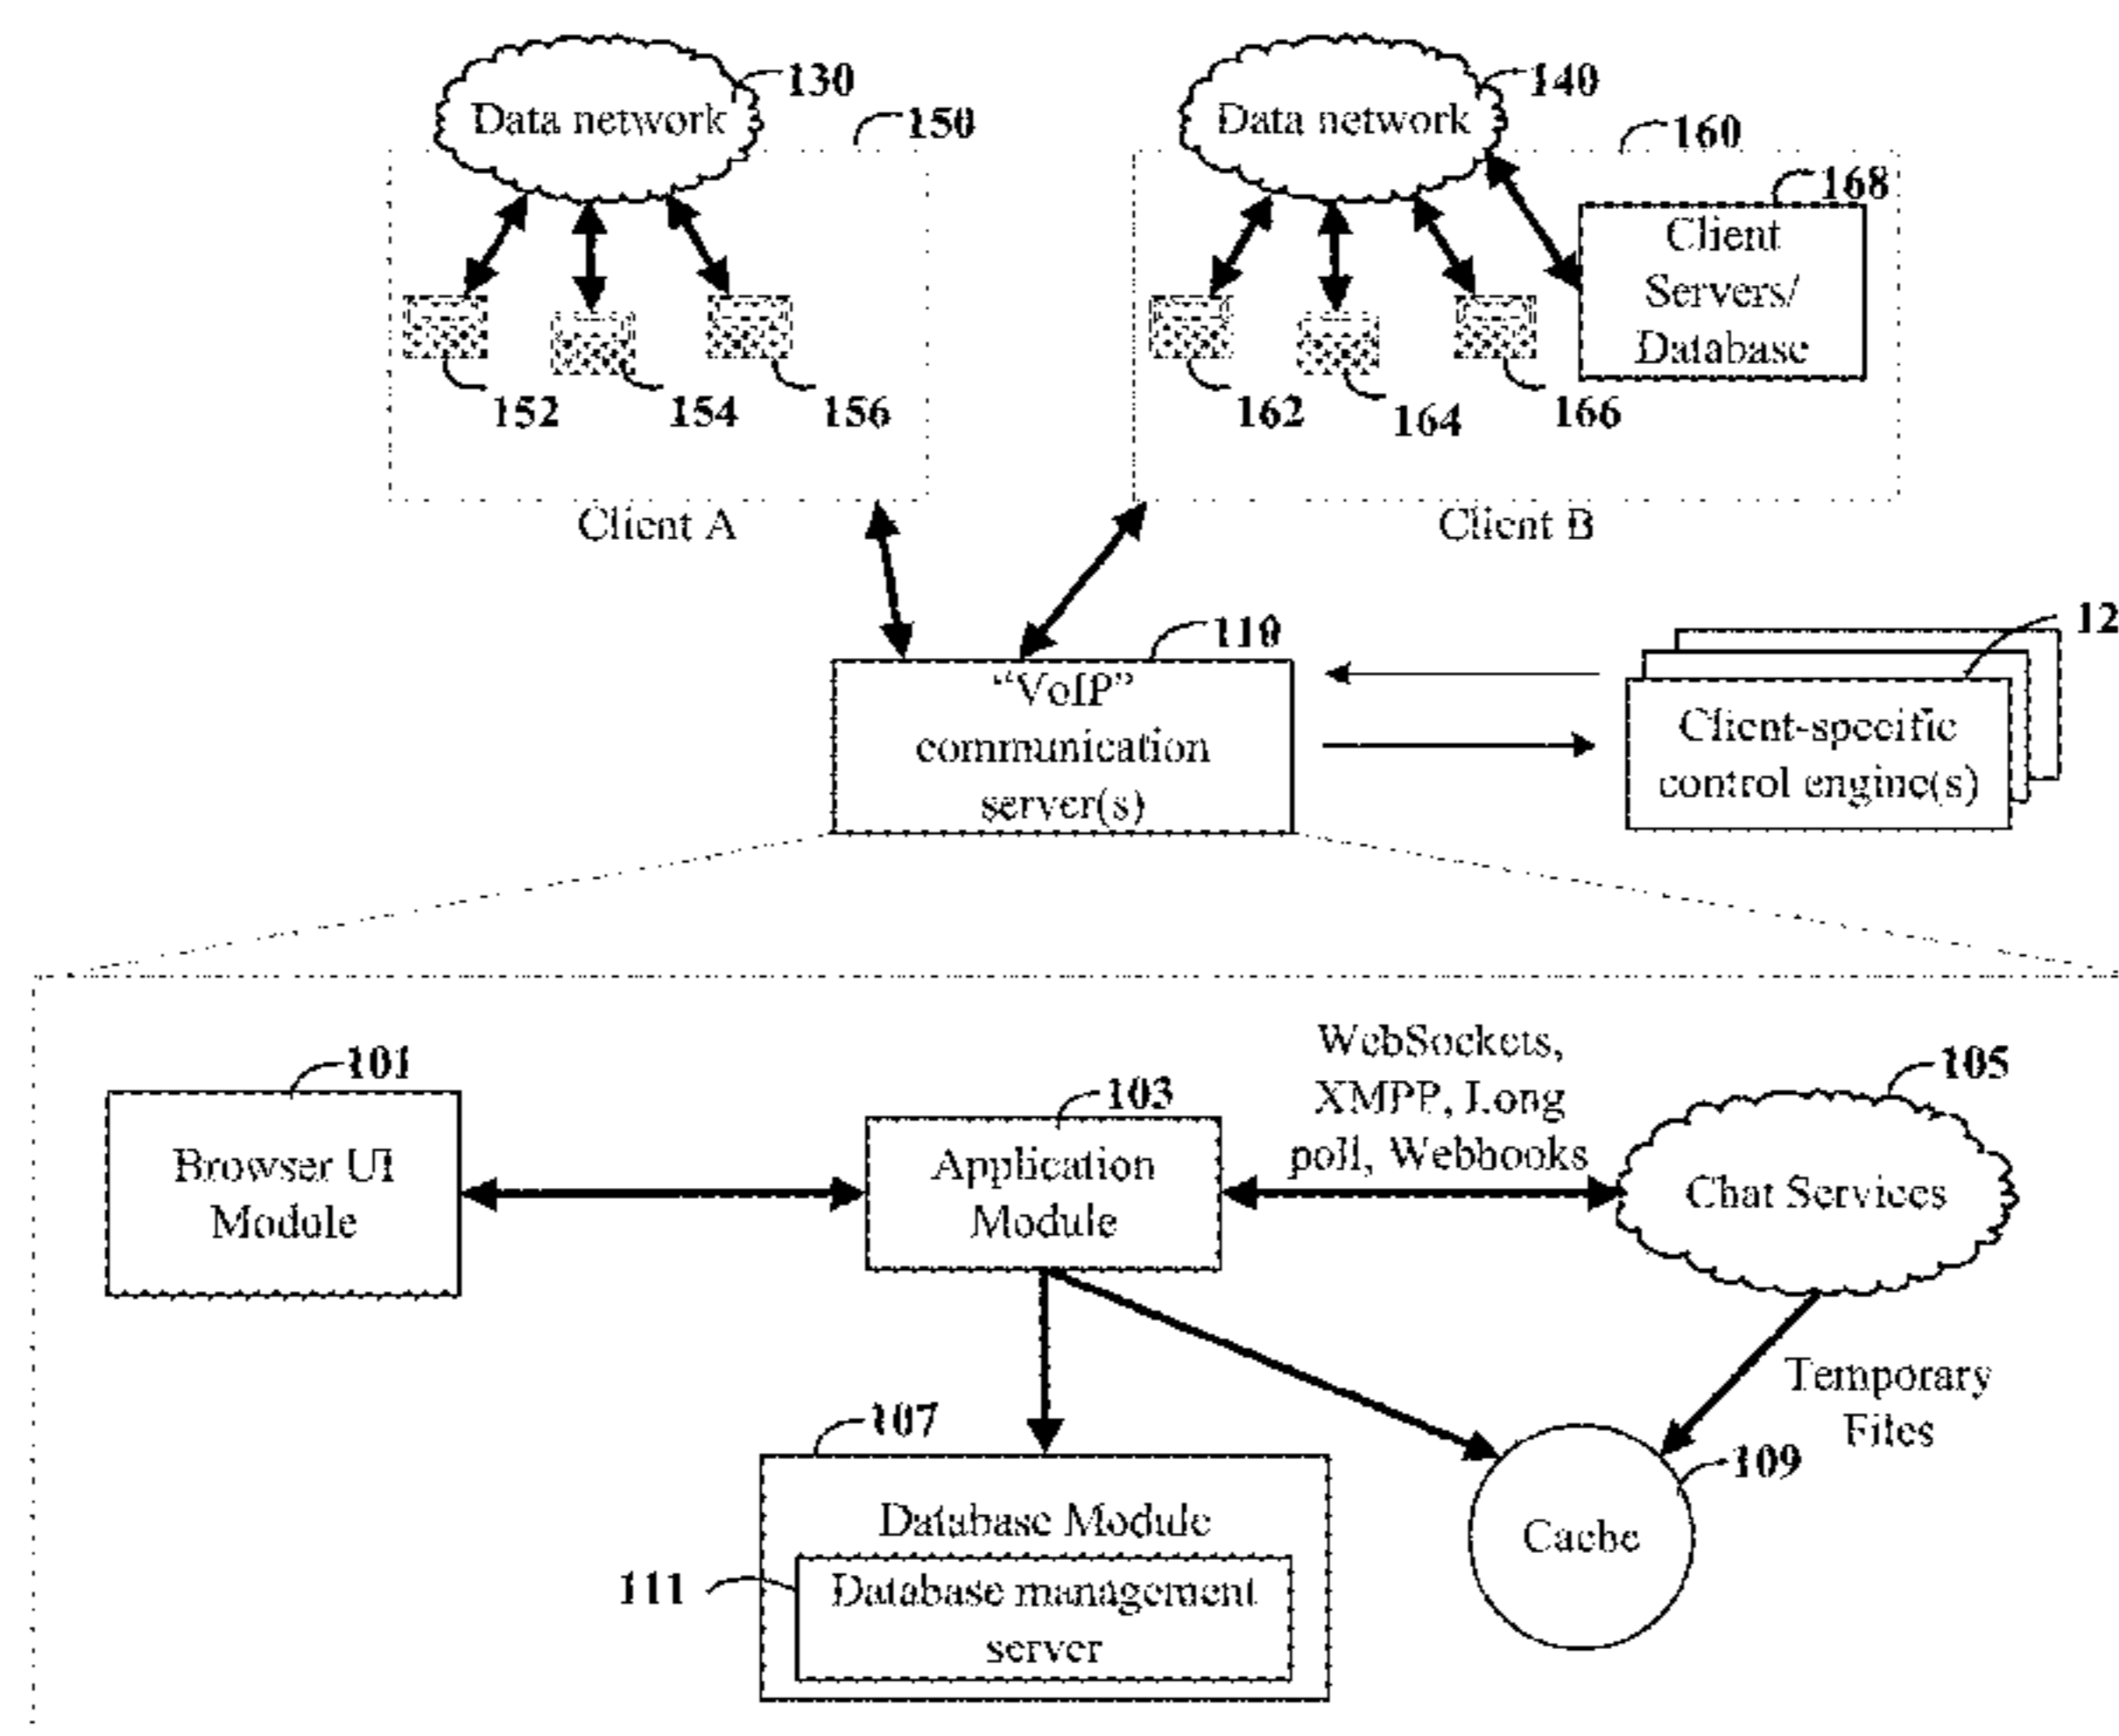 130
140
Data network
Data network
150
160
168
Client
Servers/
Database
152
154
156
162
164
166
Client A
Client B
110
12
“VoIP”
communication
server(s)
Client-specific
control engine(s)
101
103
105
WebSockets,
XMPP, Long
poll, Webhooks
Browser UI
Module
Application
Module
Chat Services
Temporary
Files
107
109
Database Module
Cache
111
Database management
server